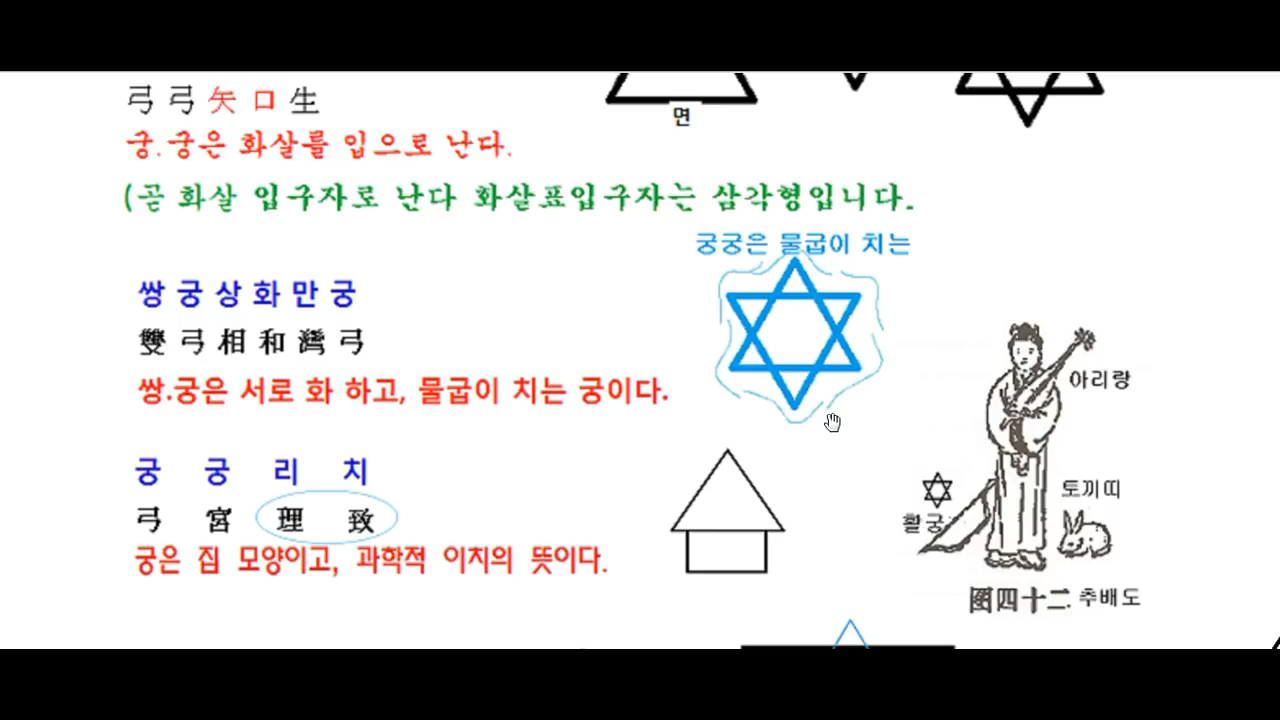 弓弓矢口生
면
궁.궁은 화살를 입으로 난다.
(곧 화살 입구자로 난다 화살표입구자는 삼각형입니다.
궁궁은 물굽이 치는
쌍 궁 상 화 만 궁
雙 弓 相 和 灣 弓
쌍.궁은 서로 화 하고, 물굽이 치는 궁이다.
아리랑
궁 궁 리 치
弓 宮 理 致
궁은 집 모양이고, 과학적 이치의 뜻이다.
토끼띠
활궁
圖四十二 추배도